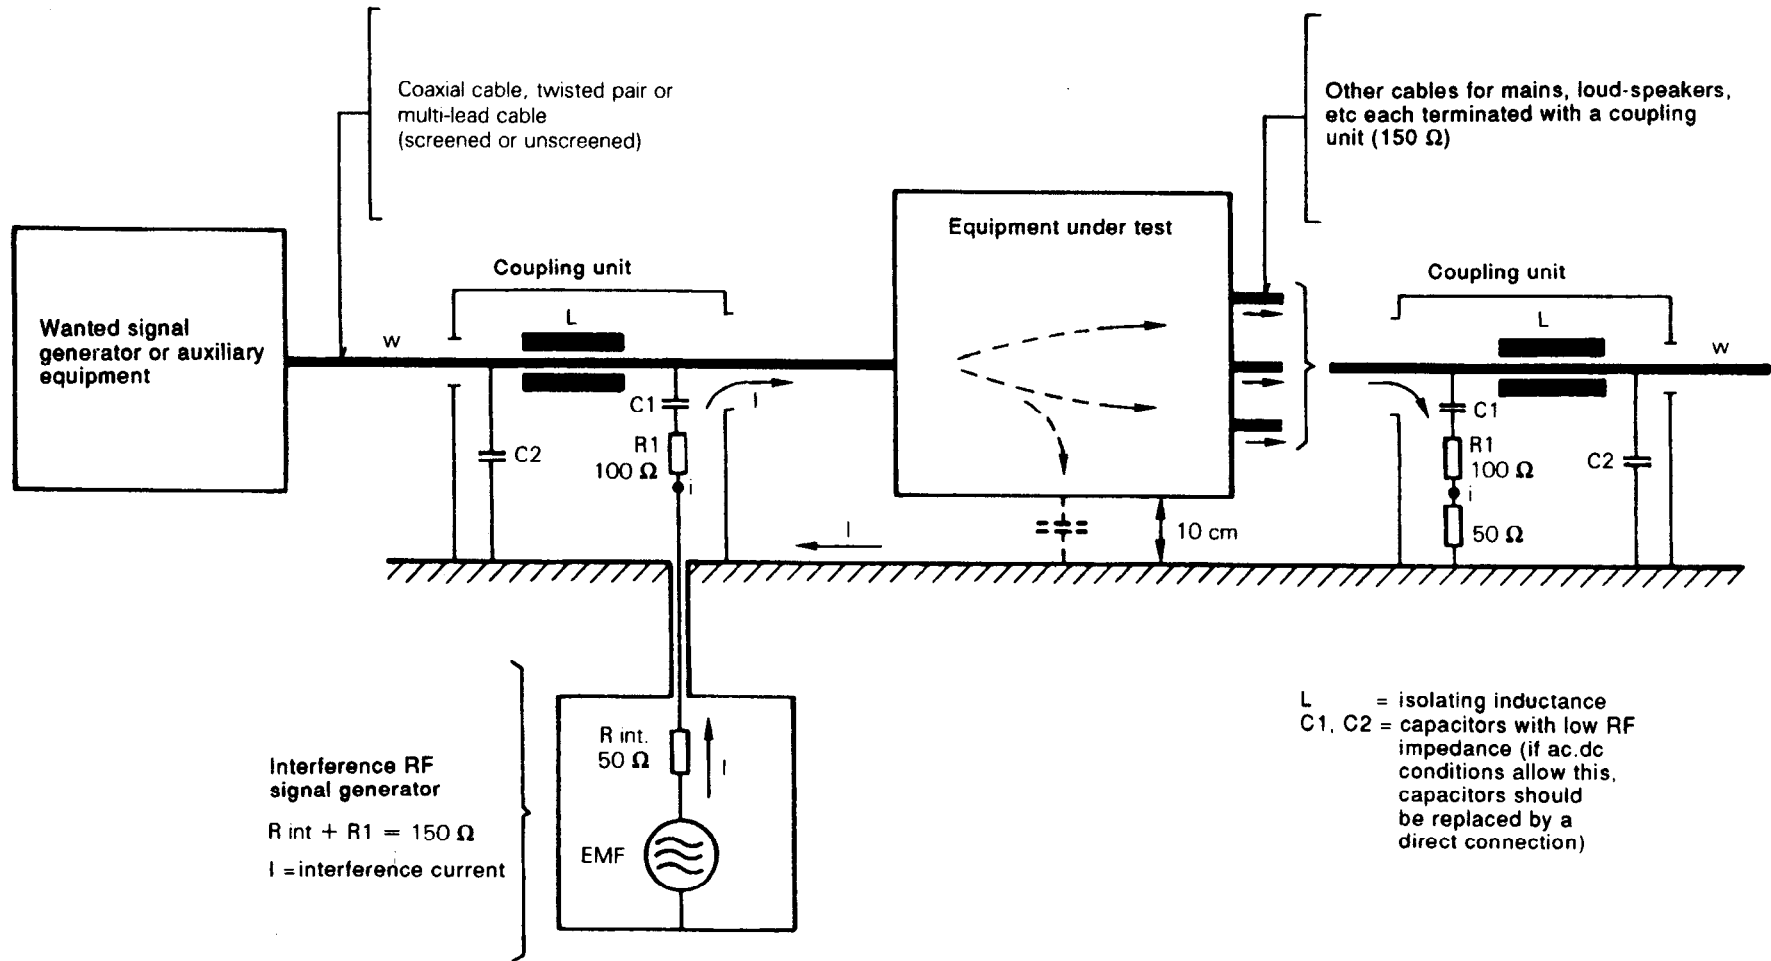 Coaxial cable, twisted pair or
multi-lead cable
(screened or unscreened)
Other cables for mains, loud-speakers,
etc each terminated with a coupling
unit (150 Ω)
Equipment under test
Coupling unit
Coupling unit
Wanted signal
generator or auxiliary
equipment
w
L
L
w
C1
I
C1
R1
100 Ω
C2
R1
100 Ω
C2
i
i
I
10 cm
50 Ω
R int.
50 Ω
I
Interference RF
signal generator
R int + R1 = 150 Ω
I = interference current
EMF
L = isolating inductance
C1, C2 = capacitors with low RF
impedance (if ac.dc
conditions allow this,
capacitors should
be replaced by a
direct connection)